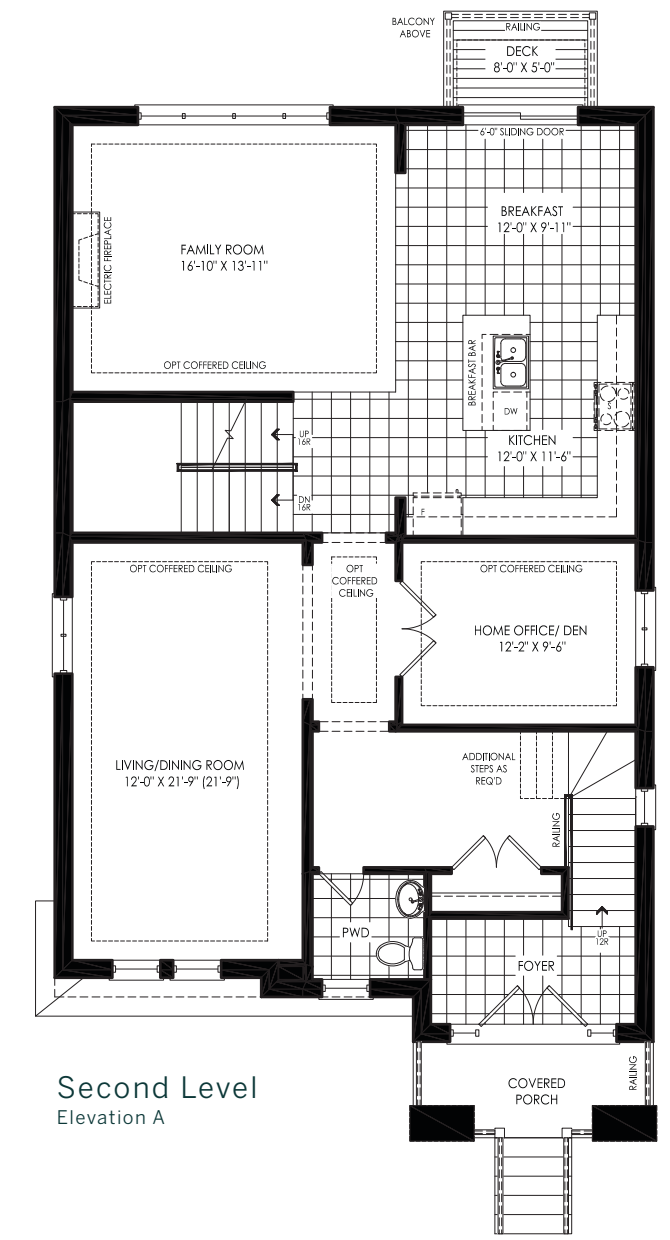 BALCONY
ABOVE
RAILING
DECK
8'-0" X 5'-0"
6'-0" SLIDING DOOR
BREAKFAST
12'-0" X 9'-11"
FAMILY ROOM
16'-10" X 13'-11"
ELECTRIC FIREPLACE
OPT COFFERED CEILING
BREAKFAST BAR
DW
S
KITCHEN
12'-0" X 11'-6"
UP
16R
DN
16R
F
OPT COFFERED CEILING
OPT
COFFERED
CEILING
OPT COFFERED CEILING
HOME OFFICE/ DEN
12'-2" X 9'-6"
LIVING/DINING ROOM
12'-0" X 21'-9" (21'-9")
ADDITIONAL
STEPS AS
REQ'D
RAILING
UP
12R
PWD
FOYER
COVERED
PORCH
RAILING
Second Level
Elevation A